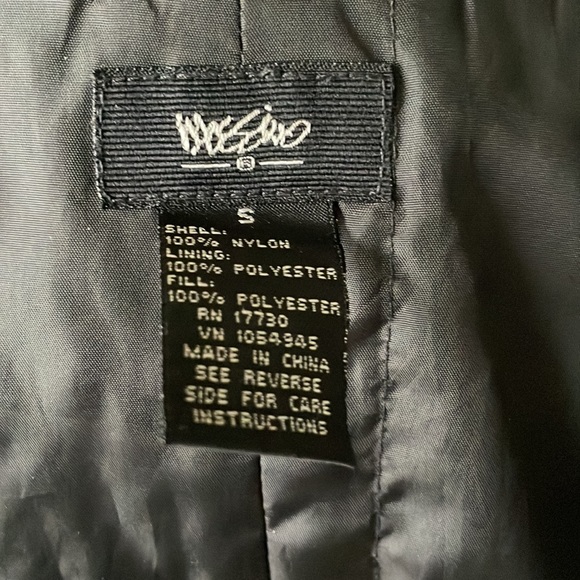 Mossimo
®
S
SHELL:
100% NYLON
LINING:
100% POLYESTER
FILL:
100% POLYESTER
RN 17730
VN 1054945
MADE IN CHINA
SEE REVERSE
SIDE FOR CARE
INSTRUCTIONS